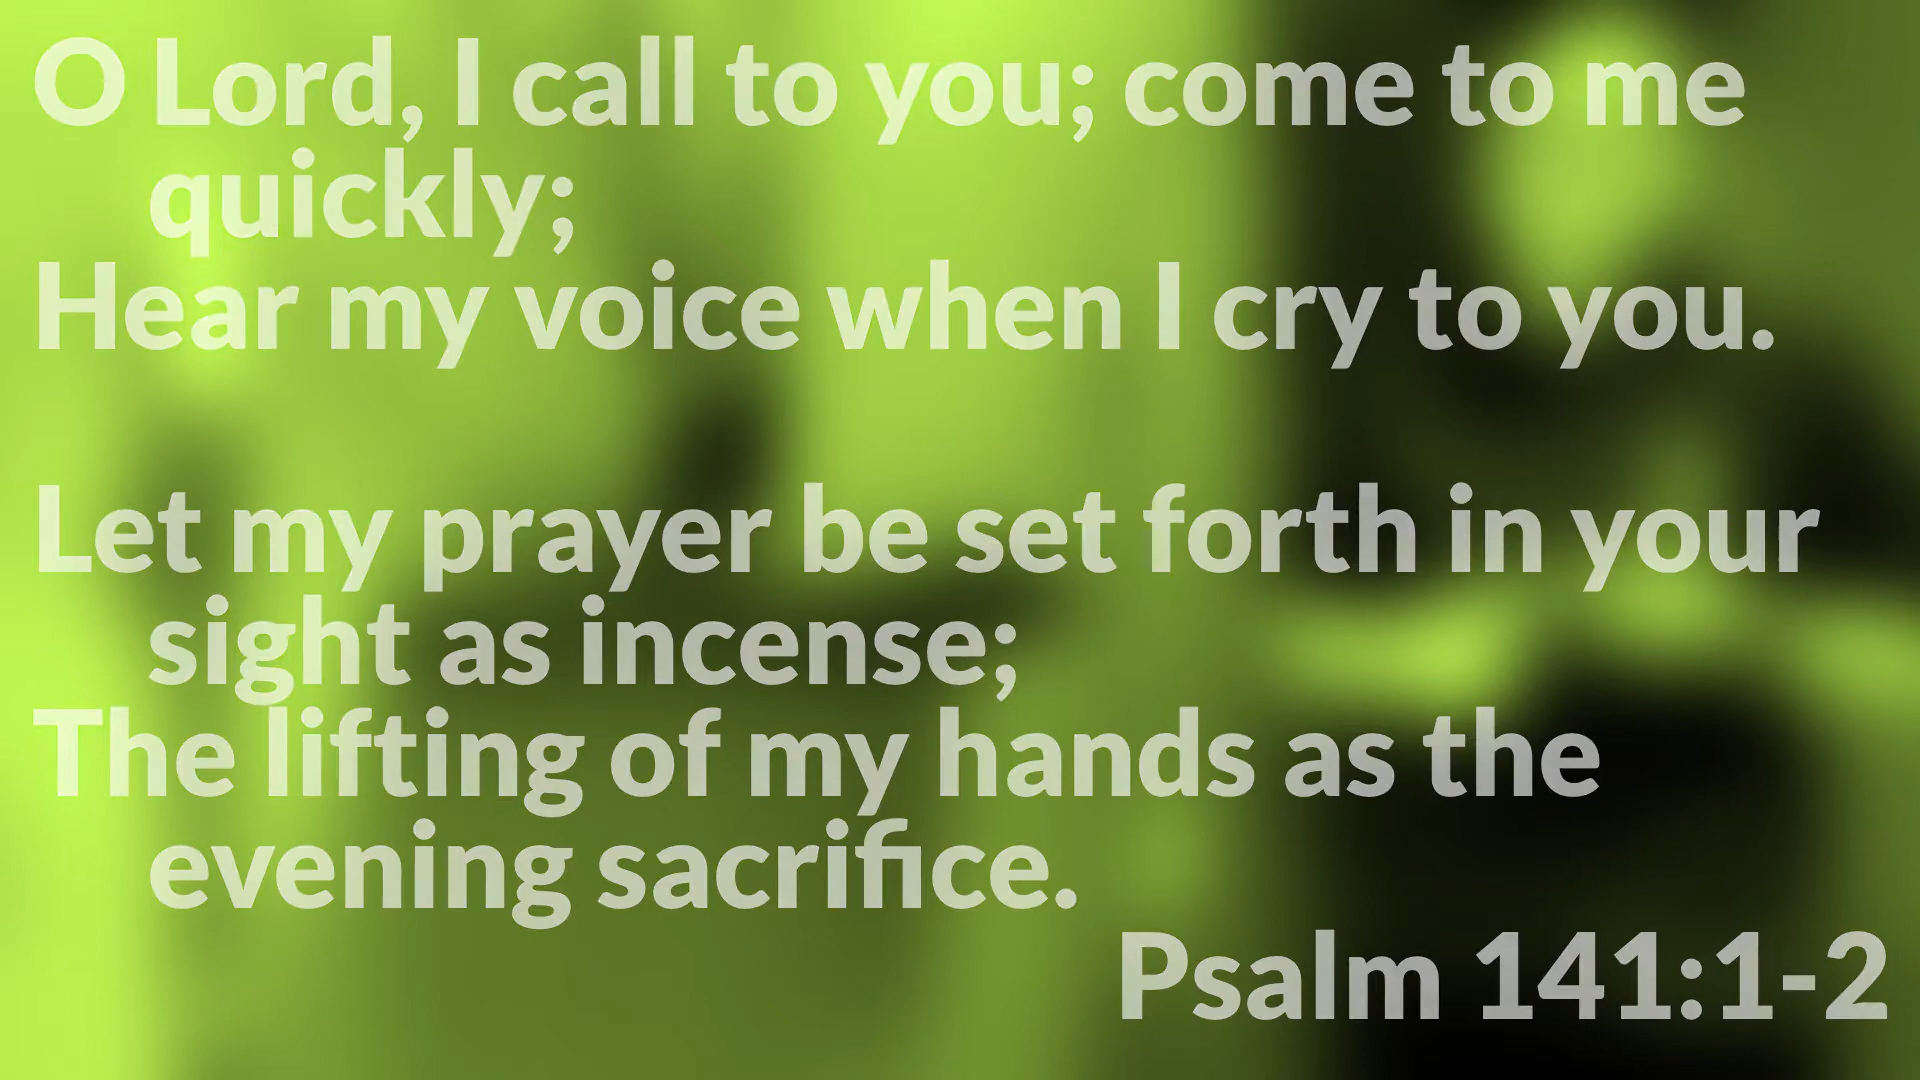 O Lord, I call to you; come to me
quickly;
Hear my voice when I cry to you.
Let my prayer be set forth in your
sight as incense;
The lifting of my hands as the
evening sacrifice.
Psalm 141:1-2